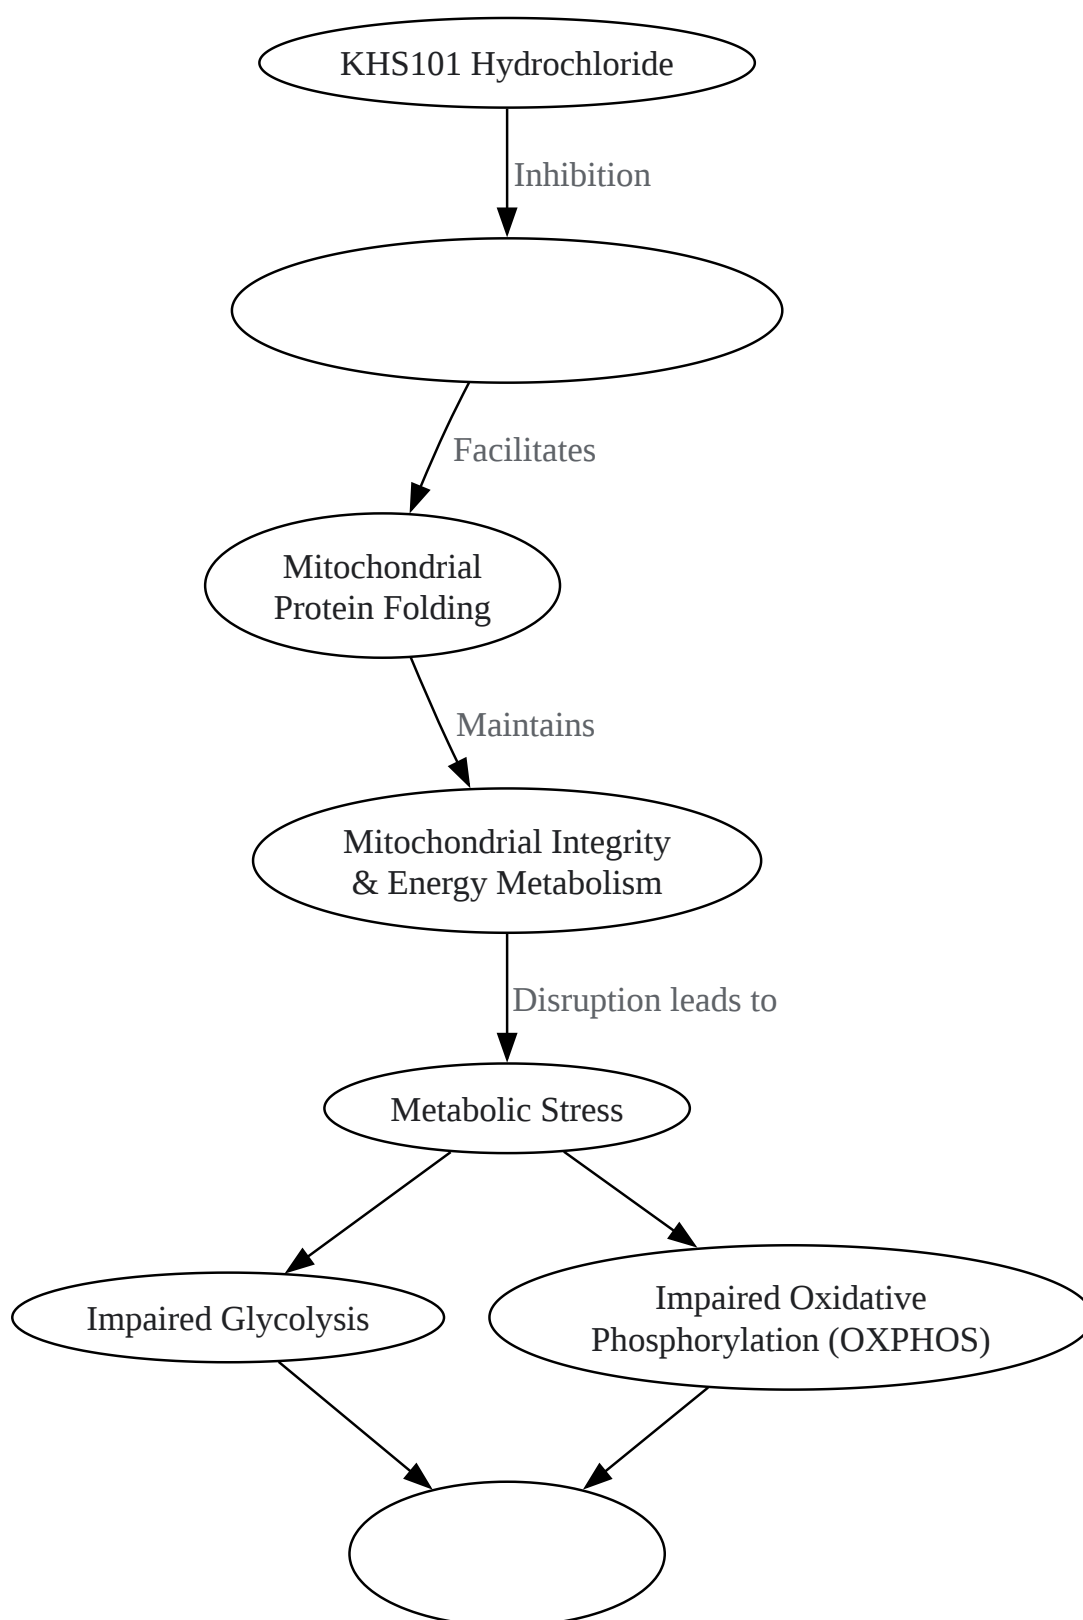 KHS101 Hydrochloride
Inhibition
Facilitates
Mitochondrial
Protein Folding
Maintains
Mitochondrial Integrity
& Energy Metabolism
Disruption leads to
Metabolic Stress
Impaired Glycolysis
Impaired Oxidative
Phosphorylation (OXPHOS)